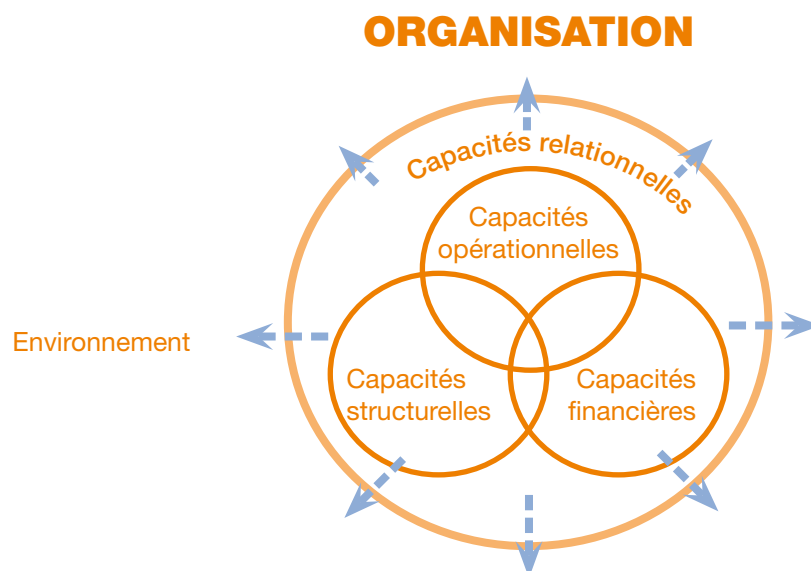 ORGANISATION
Capacités relationnelles
Capacités
opérationnelles
Environnement
Capacités
structurelles
Capacités
financières